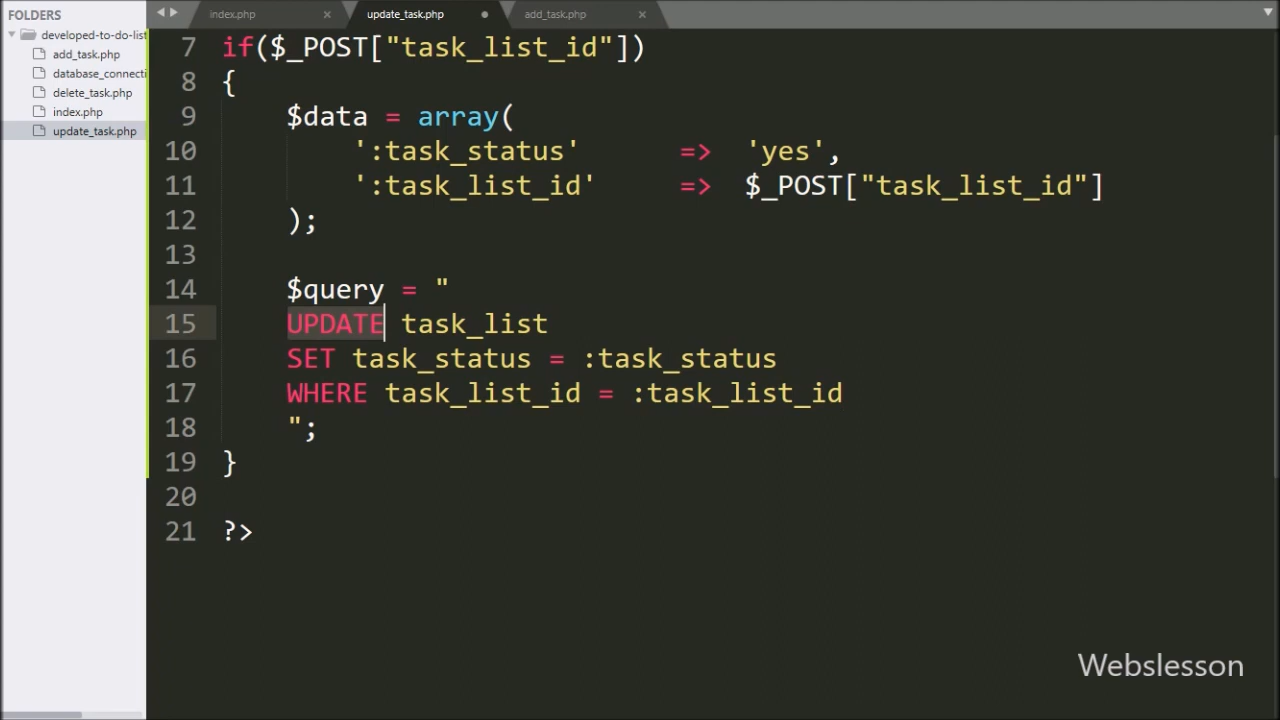 FOLDERS
developed-to-do-list
add_task.php
database_connecti
delete_task.php
index.php
update_task.php
index.php × update_task.php add_task.php ×
7 if($_POST["task_list_id"])
8 {
9 $data = array(
10 ':task_status' => 'yes',
11 ':task_list_id' => $_POST["task_list_id"]
12 );
13
14 $query = "
15 UPDATE task_list
16 SET task_status = :task_status
17 WHERE task_list_id = :task_list_id
18 ";
19 }
20
21 ?>
Webslesson